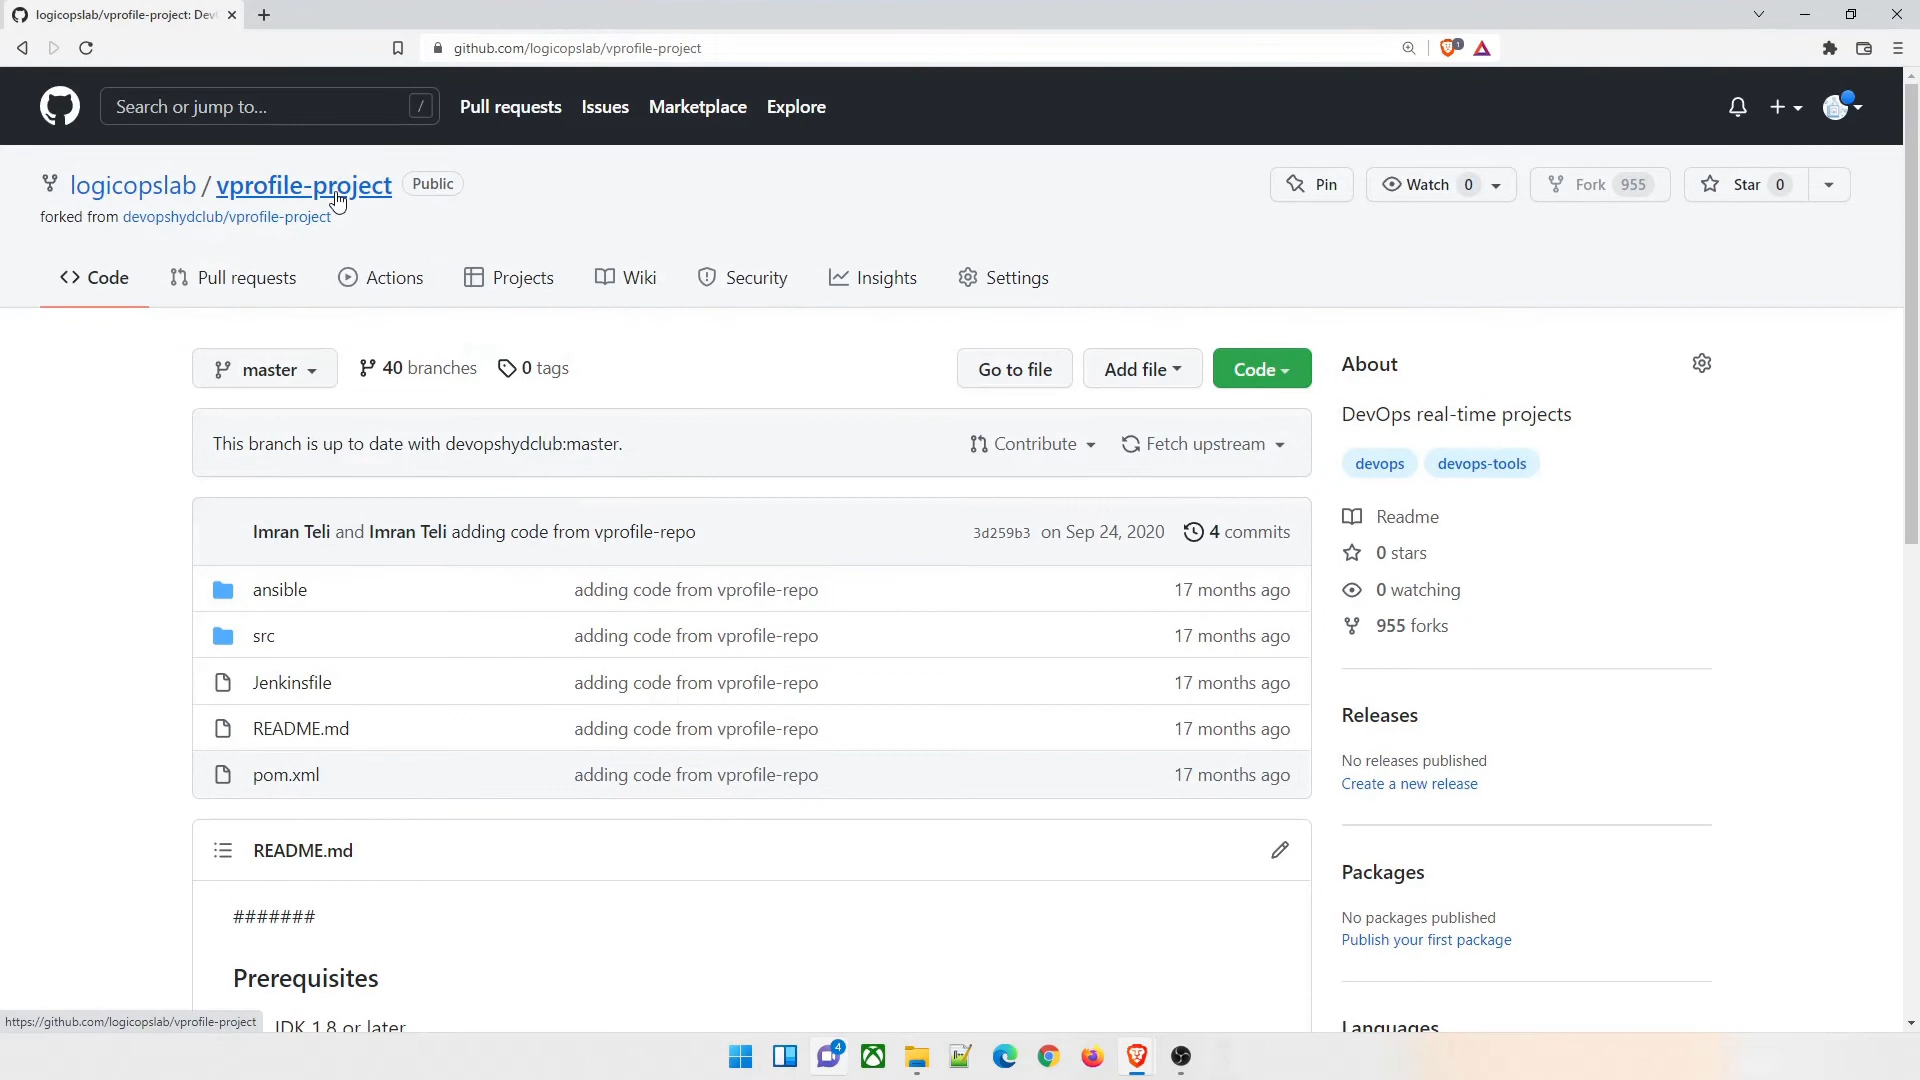 logicopslab/vprofile-project: Dev
github.com/logicopslab/vprofile-project
1
Search or jump to...
/
Pull requests
Issues
Marketplace
Explore
logicopslab / vprofile-project
Public
Pin
Watch 0
Fork 955
Star 0
forked from devopshydclub/vprofile-project
Code
Pull requests
Actions
Projects
Wiki
Security
Insights
Settings
master
40 branches
0 tags
Go to file
Add file
Code
About
DevOps real-time projects
This branch is up to date with devopshydclub:master.
Contribute
Fetch upstream
devops
devops-tools
Imran Teli and Imran Teli adding code from vprofile-repo
3d259b3 on Sep 24, 2020
4 commits
Readme
0 stars
0 watching
955 forks
ansible adding code from vprofile-repo 17 months ago
src adding code from vprofile-repo 17 months ago
Jenkinsfile adding code from vprofile-repo 17 months ago
README.md adding code from vprofile-repo 17 months ago
pom.xml adding code from vprofile-repo 17 months ago
Releases
No releases published
Create a new release
README.md
#######
Prerequisites
JDK 1.8 or later
Packages
No packages published
Publish your first package
Languages
https://github.com/logicopslab/vprofile-project
4